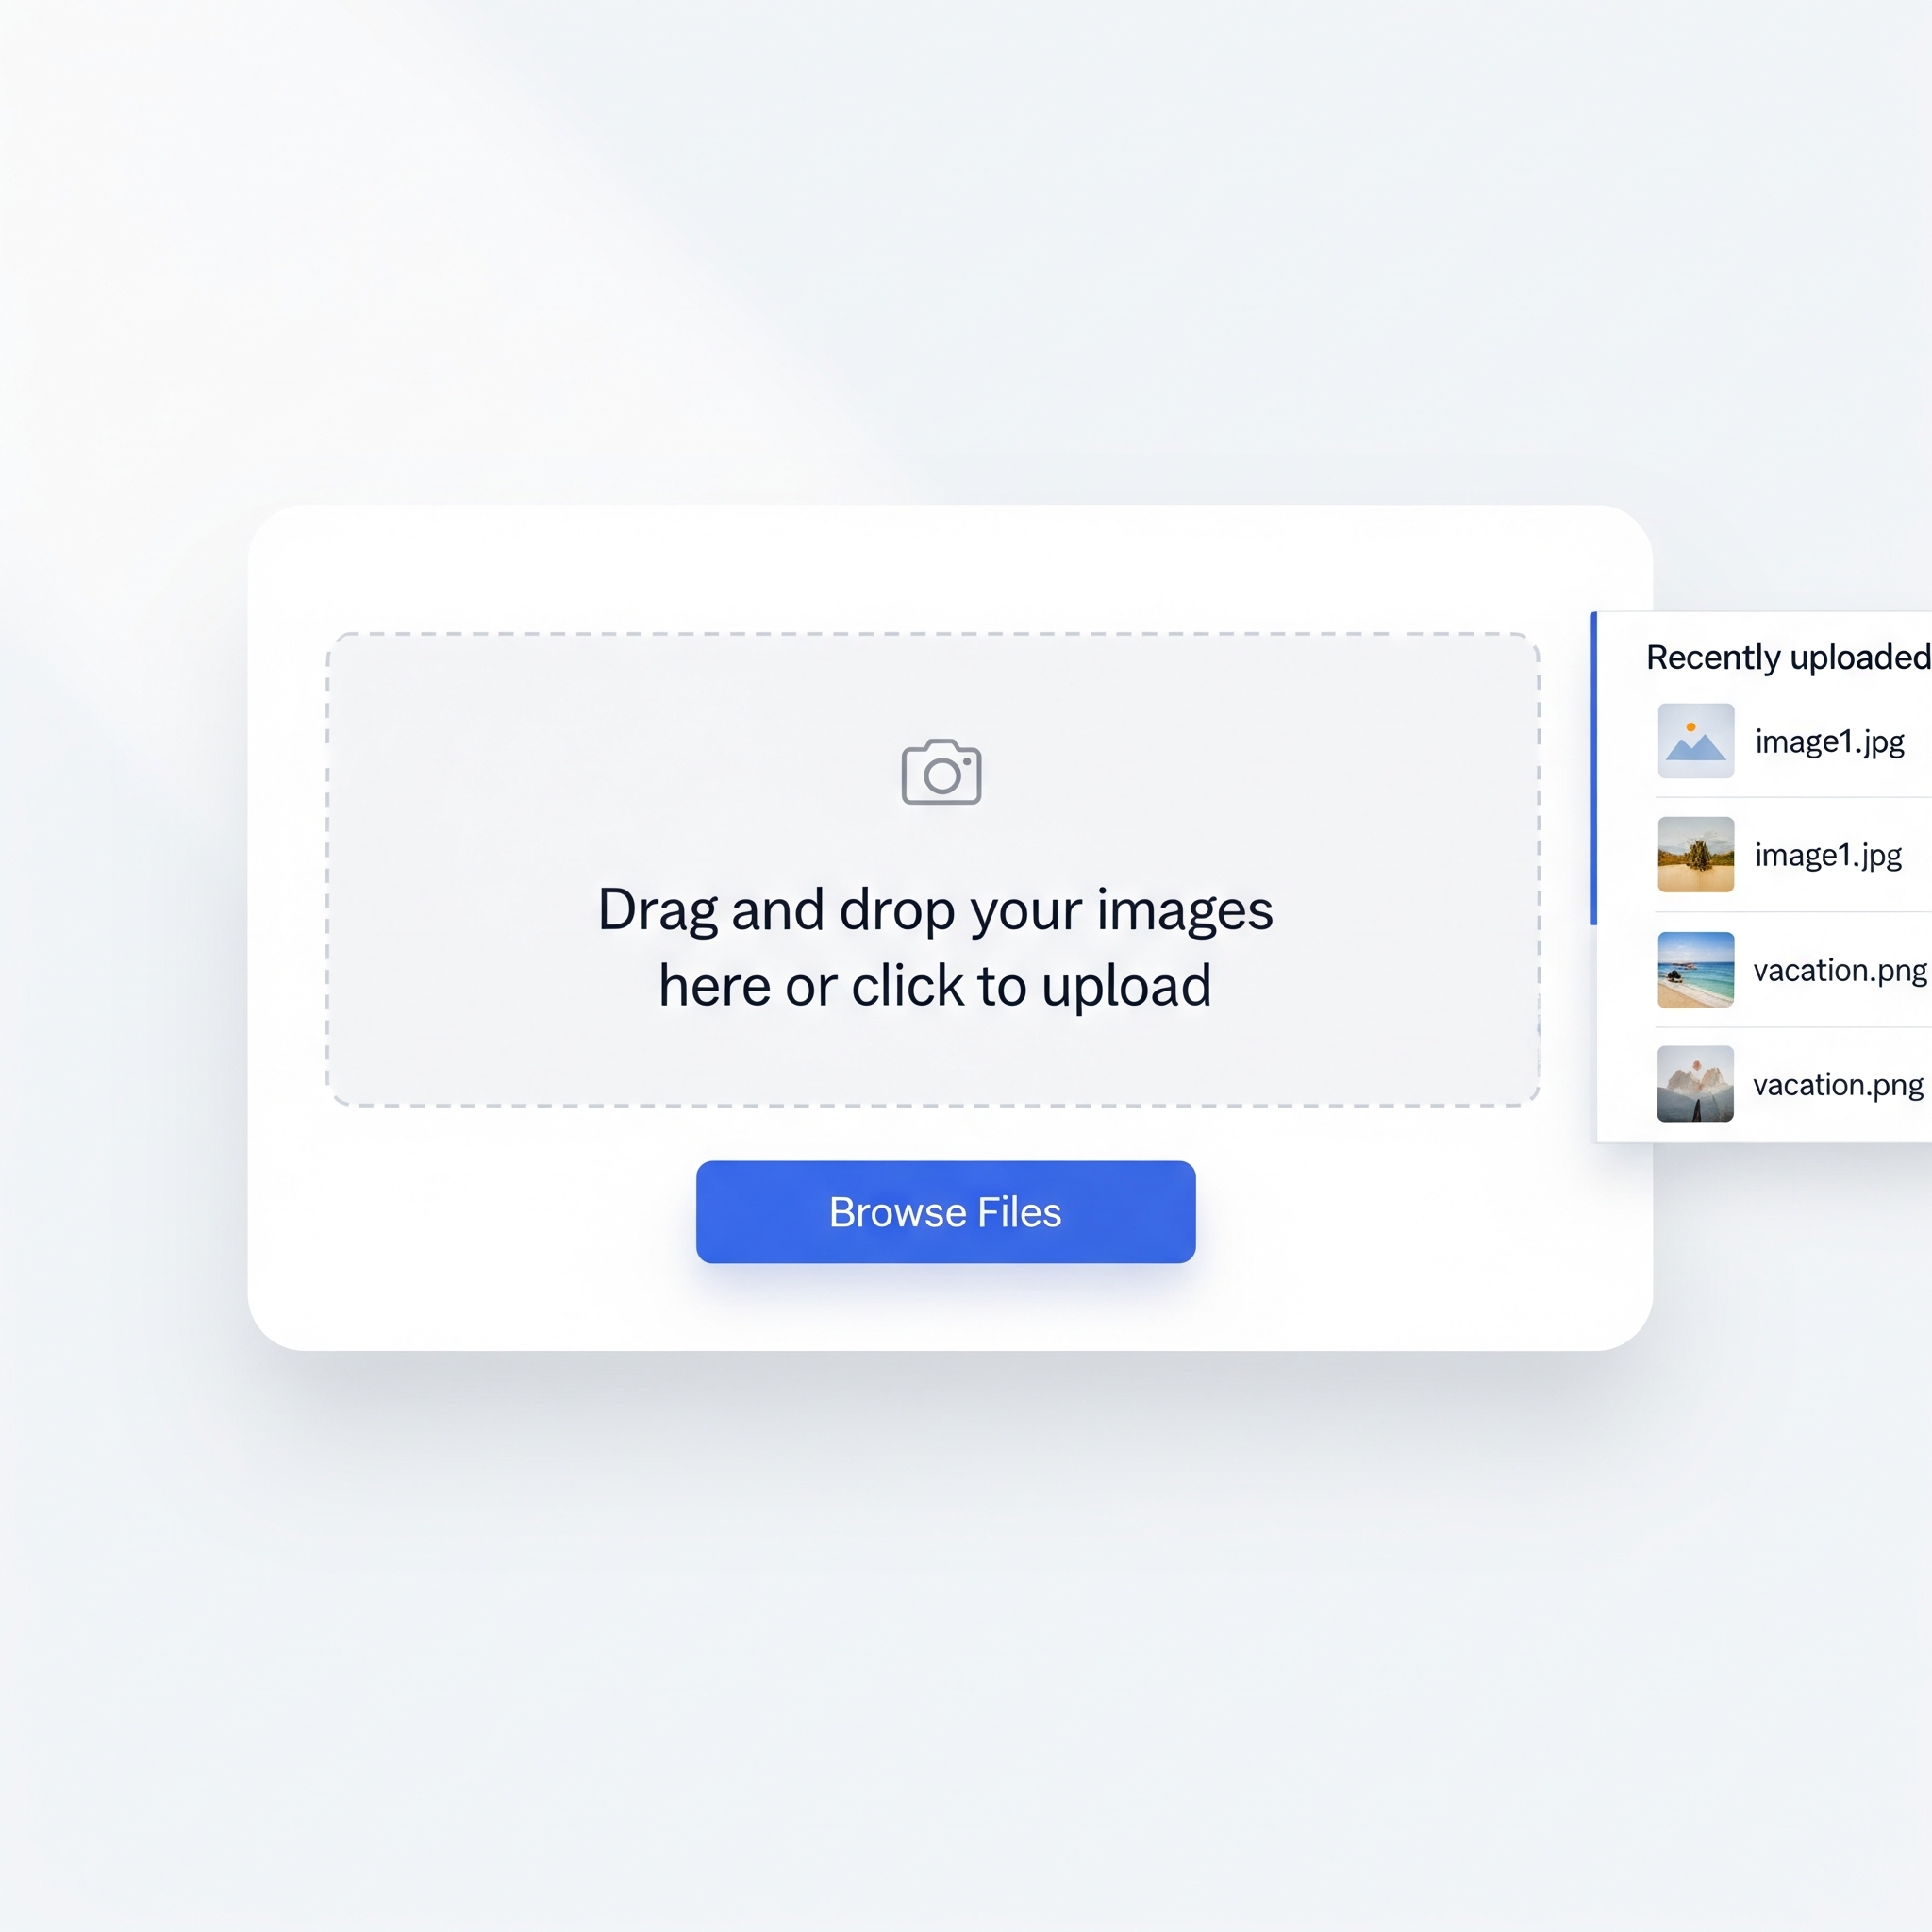 Drag and drop your images
here or click to upload
Browse Files
Recently uploaded
image1.jpg
image1.jpg
vacation.png
vacation.png